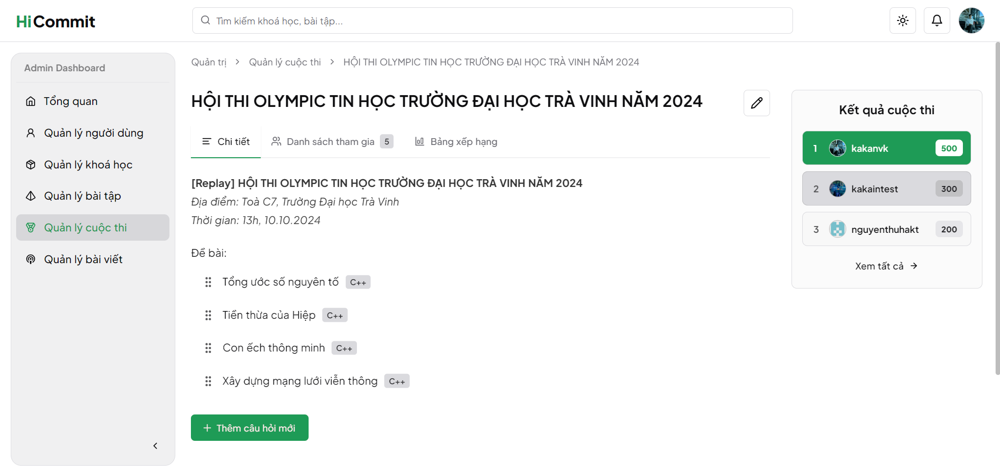 HiCommit
Tìm kiếm khoá học, bài tập...
Admin Dashboard
Tổng quan
Quản lý người dùng
Quản lý khoá học
Quản lý bài tập
Quản lý cuộc thi
Quản lý bài viết
Quản trị > Quản lý cuộc thi > HỘI THI OLYMPIC TIN HỌC TRƯỜNG ĐẠI HỌC TRÀ VINH NĂM 2024
HỘI THI OLYMPIC TIN HỌC TRƯỜNG ĐẠI HỌC TRÀ VINH NĂM 2024
Chi tiết
Danh sách tham gia 5
Bảng xếp hạng
[Replay] HỘI THI OLYMPIC TIN HỌC TRƯỜNG ĐẠI HỌC TRÀ VINH NĂM 2024
Địa điểm: Toà C7, Trường Đại học Trà Vinh
Thời gian: 13h, 10.10.2024
Đề bài:
Tổng ước số nguyên tố C++
Tiền thừa của Hiệp C++
Con ếch thông minh C++
Xây dựng mạng lưới viễn thông C++
+ Thêm câu hỏi mới
Kết quả cuộc thi
1 kakanvk 500
2 kakaintest 300
3 nguyenthuhakt 200
Xem tất cả →